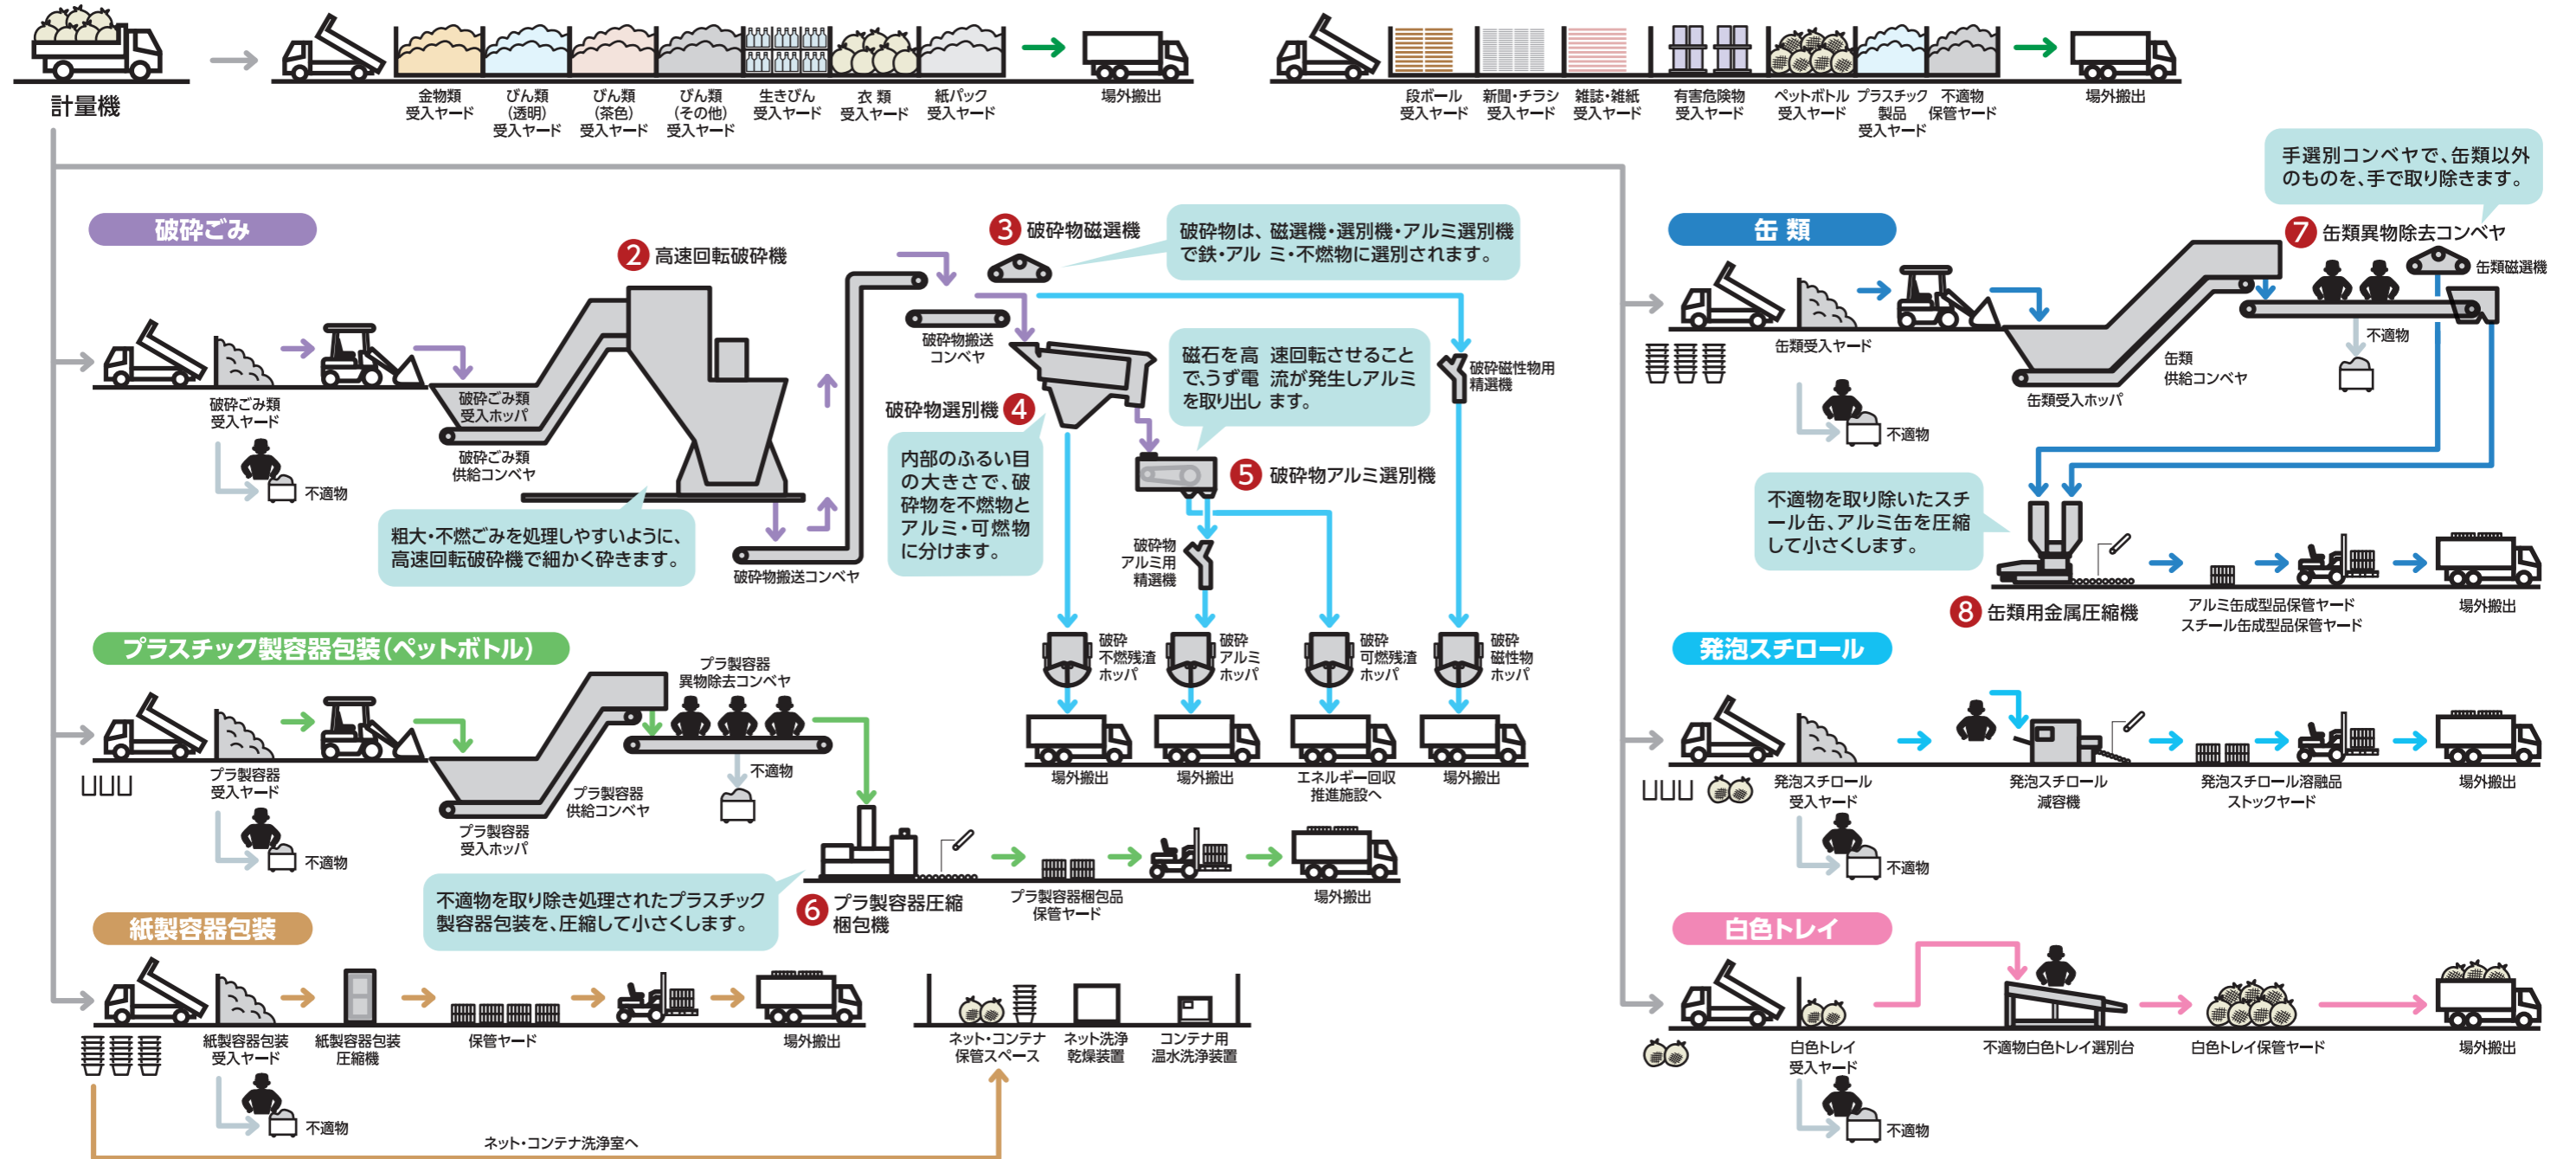 計量機
金物類
受入ヤード
びん類
(透明)
受入ヤード
びん類
(茶色)
受入ヤード
びん類
(その他)
受入ヤード
生きびん
受入ヤード
衣 類
受入ヤード
紙パック
受入ヤード
場外搬出
段ボール
受入ヤード
新聞・チラシ
受入ヤード
雑誌・雑紙
受入ヤード
有害危険物
受入ヤード
ペットボトル
受入ヤード
プラスチック
製品
受入ヤード
不適物
保管ヤード
場外搬出
破砕ごみ
破砕ごみ類
受入ヤード
不適物
破砕ごみ類
受入ホッパ
破砕ごみ類
供給コンベヤ
2 高速回転破砕機
粗大・不燃ごみを処理しやすいように、
高速回転破砕機で細かく砕きます。
破砕物搬送コンベヤ
3 破砕物磁選機
破砕物は、磁選機・選別機・アルミ選別機
で鉄・アル ミ・不燃物に選別されます。
破砕物搬送
コンベヤ
破砕物選別機 4
内部のふるい目
の大きさで、破
砕物を不燃物と
アルミ・可燃物
に分けます。
磁石を高 速回転させること
で、うず電 流が発生しアルミ
を取り出し ます。
5 破砕物アルミ選別機
破砕物
アルミ用
精選機
破砕磁性物用
精選機
破砕
不燃残渣
ホッパ
破砕
アルミ
ホッパ
破砕
可燃残渣
ホッパ
破砕
磁性物
ホッパ
場外搬出
場外搬出
エネルギー回収
推進施設へ
場外搬出
プラスチック製容器包装(ペットボトル)
プラ製容器
受入ヤード
不適物
プラ製容器
受入ホッパ
プラ製容器
供給コンベヤ
プラ製容器
異物除去コンベヤ
不適物
不適物を取り除き処理されたプラスチック
製容器包装を、圧縮して小さくします。
6 プラ製容器圧縮
梱包機
プラ製容器梱包品
保管ヤード
場外搬出
紙製容器包装
紙製容器包装
受入ヤード
不適物
紙製容器包装
圧縮機
保管ヤード
場外搬出
ネット・コンテナ
保管スペース
ネット洗浄
乾燥装置
コンテナ用
温水洗浄装置
ネット・コンテナ洗浄室へ
缶 類
缶類受入ヤード
不適物
缶類受入ホッパ
缶類
供給コンベヤ
手選別コンベヤで、缶類以外
のものを、手で取り除きます。
7 缶類異物除去コンベヤ
缶類磁選機
不適物
不適物を取り除いたスチ
ール缶、アルミ缶を圧縮
して小さくします。
8 缶類用金属圧縮機
アルミ缶成型品保管ヤード
スチール缶成型品保管ヤード
場外搬出
発泡スチロール
発泡スチロール
受入ヤード
不適物
発泡スチロール
減容機
発泡スチロール溶融品
ストックヤード
場外搬出
白色トレイ
白色トレイ
受入ヤード
不適物
不適物白色トレイ選別台
白色トレイ保管ヤード
場外搬出